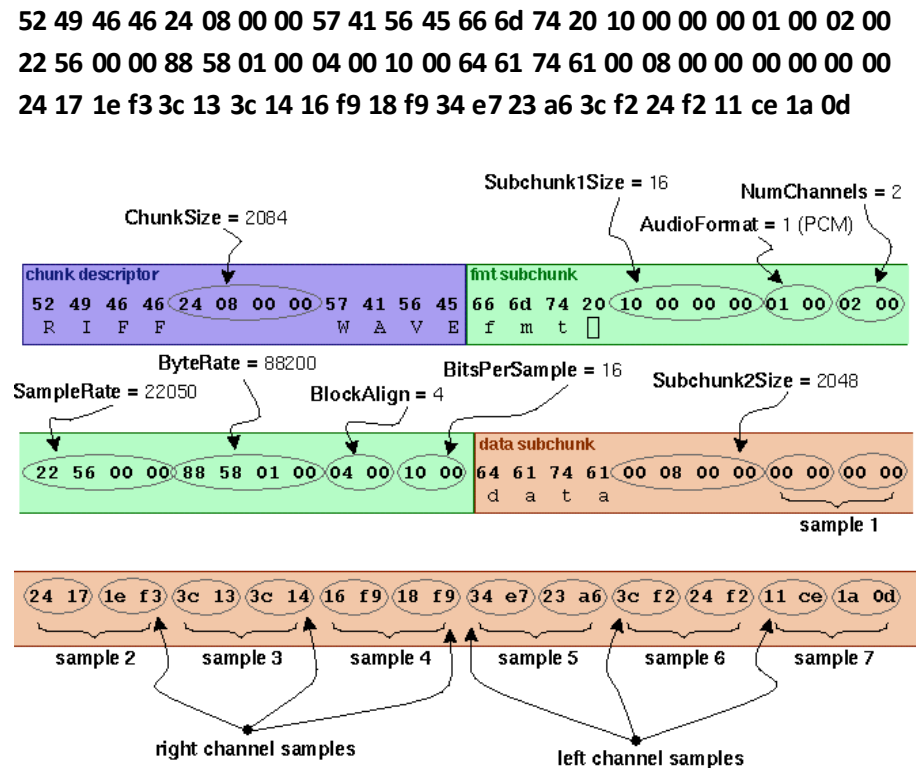 52 49 46 46 24 08 00 00 57 41 56 45 66 6d 74 20 10 00 00 00 01 00 02 00
22 56 00 00 88 58 01 00 04 00 10 00 64 61 74 61 00 08 00 00 00 00 00 00
24 17 1e f3 3c 13 3c 14 16 f9 18 f9 34 e7 23 a6 3c f2 24 f2 11 ce 1a 0d
Subchunk1Size = 16
NumChannels = 2
ChunkSize = 2084
AudioFormat = 1 (PCM)
chunk descriptor fmt subchunk
52 49 46 46 24 08 00 00 57 41 56 45 66 6d 74 20 10 00 00 00 01 00 02 00
R I F F W A V E f m t
ByteRate = 88200
BitsPerSample = 16
Subchunk2Size = 2048
SampleRate = 22050
BlockAlign = 4
data subchunk
22 56 00 00 88 58 01 00 04 00 10 00 64 61 74 61 00 08 00 00 00 00 00 00
d a t a
sample 1
24 17 1e f3 3c 13 3c 14 16 f9 18 f9 34 e7 23 a6 3c f2 24 f2 11 ce 1a 0d
sample 2 sample 3 sample 4 sample 5 sample 6 sample 7
right channel samples
left channel samples